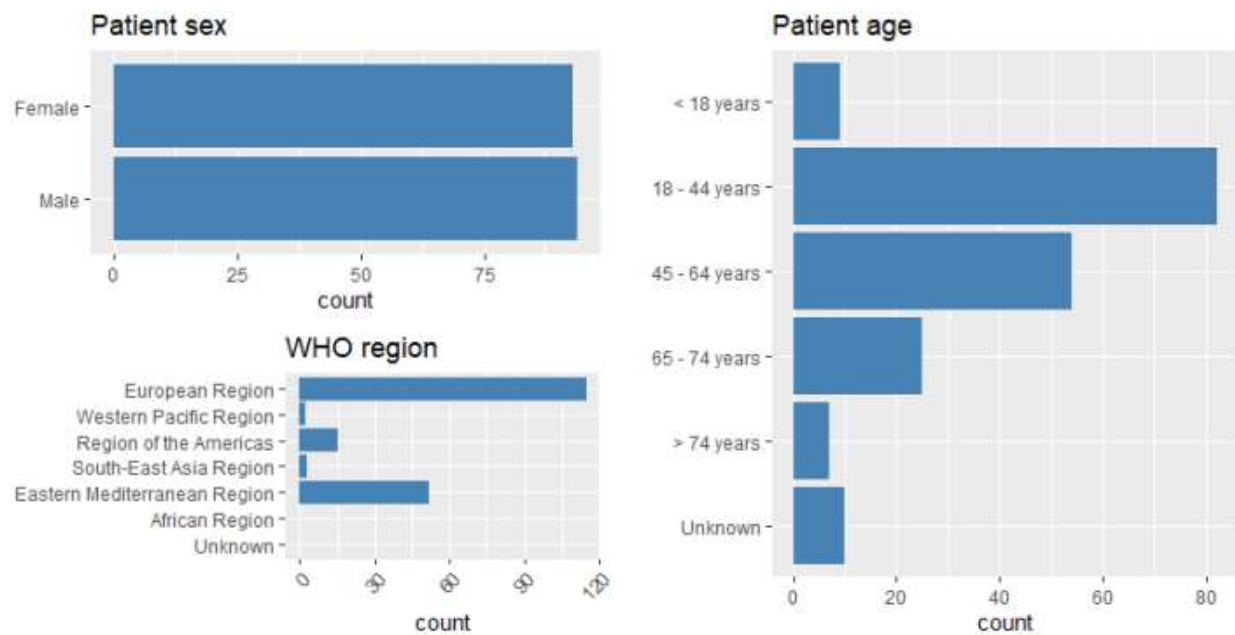 Patient sex
Female
Male
0 25 50 75
count
WHO region
European Region
Western Pacific Region
Region of the Americas
South-East Asia Region
Eastern Mediterranean Region
African Region
Unknown
0 30 60 90 120
count
Patient age
< 18 years
18 - 44 years
45 - 64 years
65 - 74 years
> 74 years
Unknown
0 20 40 60 80
count